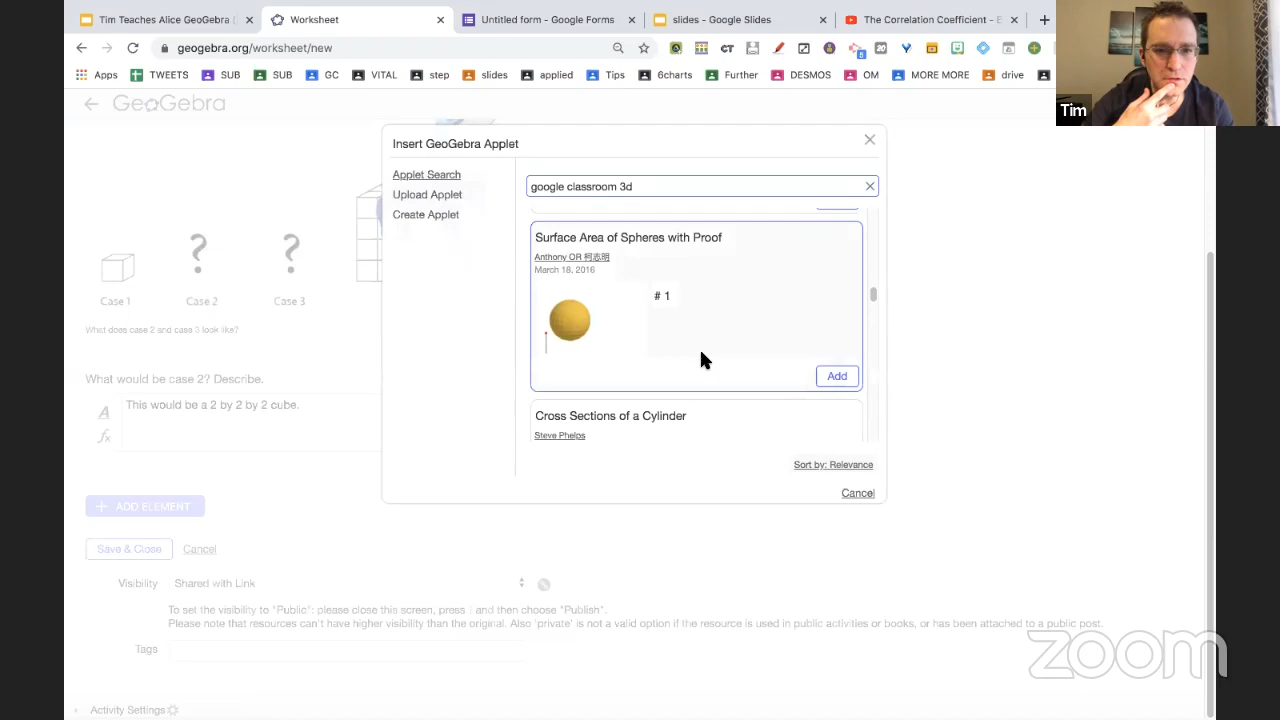 Tim Teaches Alice GeoGebra (
Worksheet
Untitled form - Google Forms
slides - Google Slides
The Correlation Coefficient - E
geogebra.org/worksheet/new
Apps
TWEETS
SUB
SUB
GC
VITAL
step
slides
applied
Tips
6charts
Further
DESMOS
OM
MORE MORE
drive
Tim
GeoGebra
Insert GeoGebra Applet
Applet Search
Upload Applet
Create Applet
google classroom 3d
Surface Area of Spheres with Proof
Anthony OR 柯志明
March 18, 2016
# 1
Add
Cross Sections of a Cylinder
Steve Phelps
Sort by: Relevance
Cancel
? ?
Case 1 Case 2 Case 3
What does case 2 and case 3 look like?
What would be case 2? Describe.
This would be a 2 by 2 by 2 cube.
+ ADD ELEMENT
Save & Close Cancel
Visibility Shared with Link
To set the visibility to "Public": please close this screen, press ⋮ and then choose "Publish".
Please note that resources can't have higher visibility than the original. Also 'private' is not a valid option if the resource is used in public activities or books, or has been attached to a public post.
Tags
Activity Settings
zoom